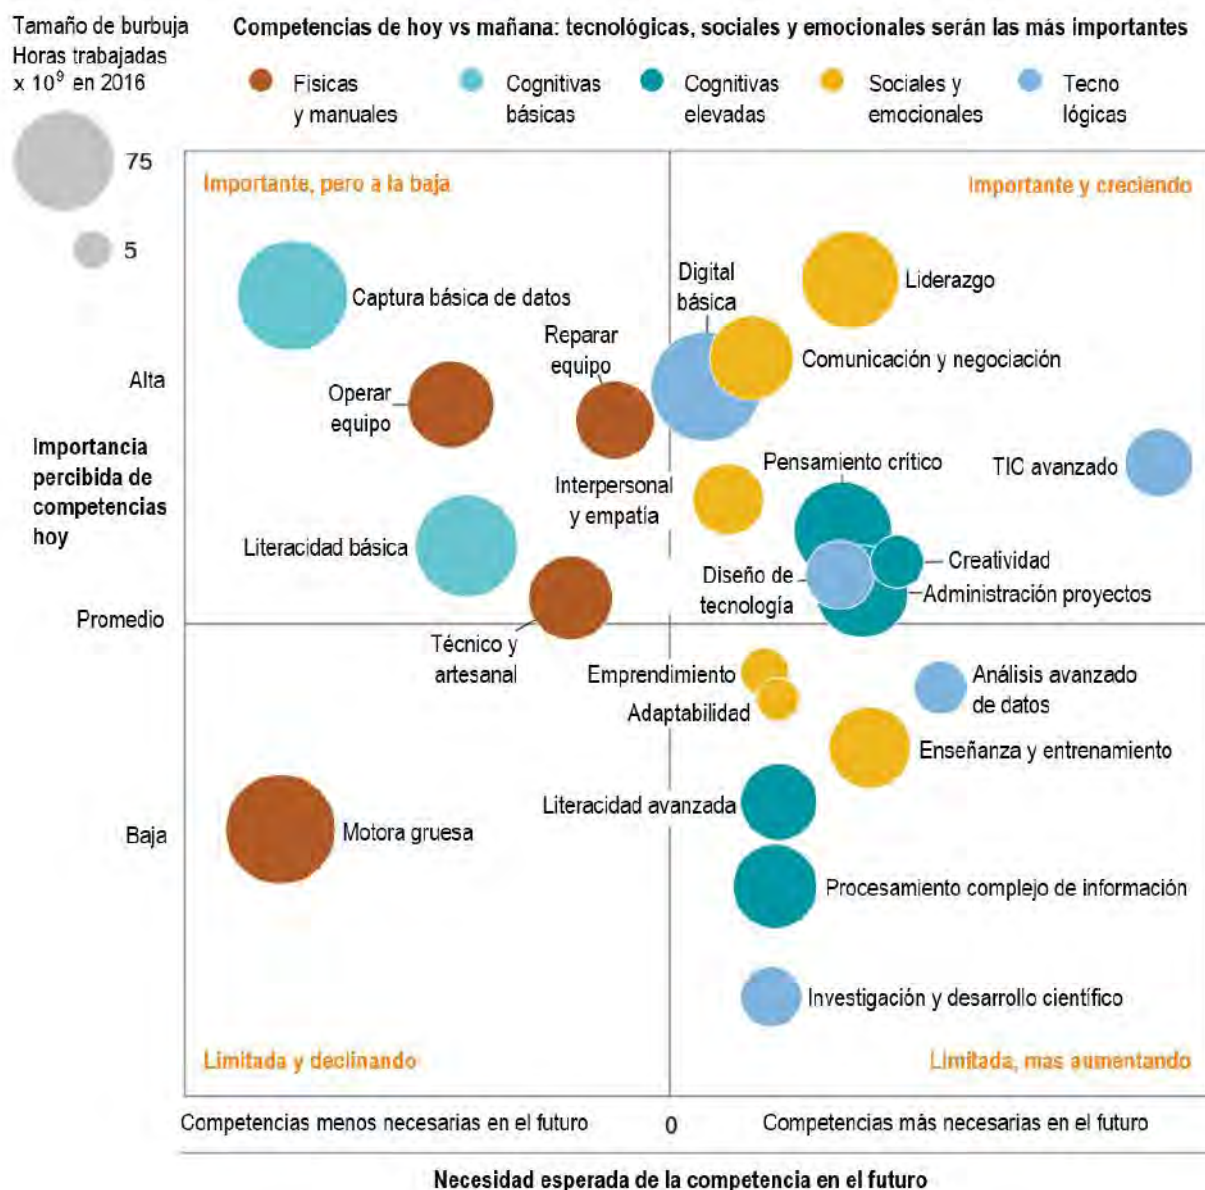 Tamaño de burbuja
Horas trabajadas
x 10⁹ en 2016
75
5
Competencias de hoy vs mañana: tecnológicas, sociales y emocionales serán las más importantes
Físicas
y manuales
Cognitivas
básicas
Cognitivas
elevadas
Sociales y
emocionales
Tecno
lógicas
Importante, pero a la baja
Importante y creciendo
Captura básica de datos
Digital
básica
Liderazgo
Reparar
equipo
Comunicación y negociación
Alta
Operar
equipo
Importancia
percibida de
competencias
hoy
Pensamiento crítico
TIC avanzado
Interpersonal
y empatía
Literacidad básica
Creatividad
Diseño de
tecnología
Administración proyectos
Promedio
Técnico y
artesanal
Emprendimiento
Adaptabilidad
Análisis avanzado
de datos
Enseñanza y entrenamiento
Literacidad avanzada
Baja
Motora gruesa
Procesamiento complejo de información
Investigación y desarrollo científico
Limitada y declinando
Limitada, mas aumentando
Competencias menos necesarias en el futuro
0
Competencias más necesarias en el futuro
Necesidad esperada de la competencia en el futuro